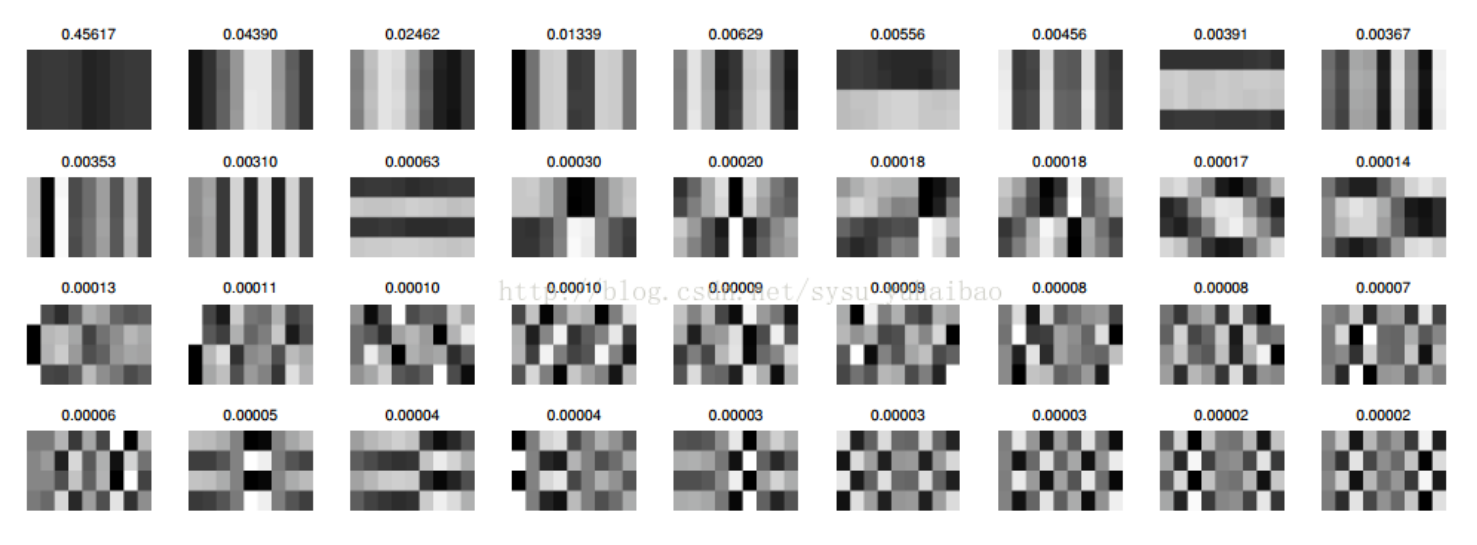 0.45617 0.04390 0.02462 0.01339 0.00629 0.00556 0.00456 0.00391 0.00367
0.00353 0.00310 0.00063 0.00030 0.00020 0.00018 0.00018 0.00017 0.00014
0.00013 0.00011 0.00010 0.00010 0.00009 0.00009 0.00008 0.00008 0.00007
http://blog.csdn.net/sysu_yuhaibao
0.00006 0.00005 0.00004 0.00004 0.00003 0.00003 0.00003 0.00002 0.00002